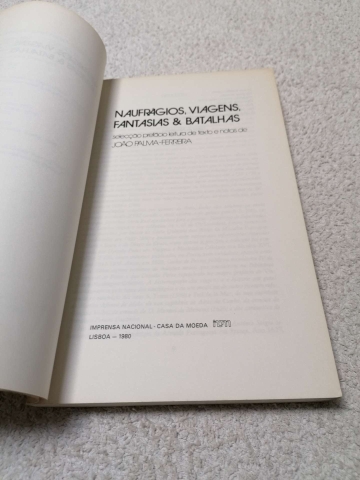 NAUFRÁGIOS, VIAGENS,
FANTASIAS & BATALHAS
selecção prefácio leitura de texto e notas de
JOÃO PALMA-FERREIRA
IMPRENSA NACIONAL - CASA DA MOEDA
LISBOA — 1980